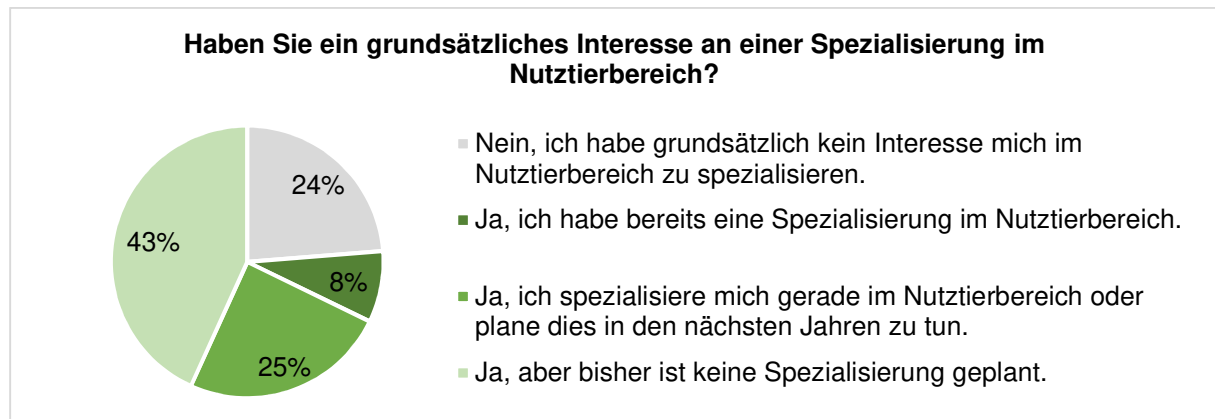 Haben Sie ein grundsätzliches Interesse an einer Spezialisierung im
Nutztierbereich?
24%
8%
25%
43%
Nein, ich habe grundsätzlich kein Interesse mich im
Nutztierbereich zu spezialisieren.
Ja, ich habe bereits eine Spezialisierung im Nutztierbereich.
Ja, ich spezialisiere mich gerade im Nutztierbereich oder
plane dies in den nächsten Jahren zu tun.
Ja, aber bisher ist keine Spezialisierung geplant.